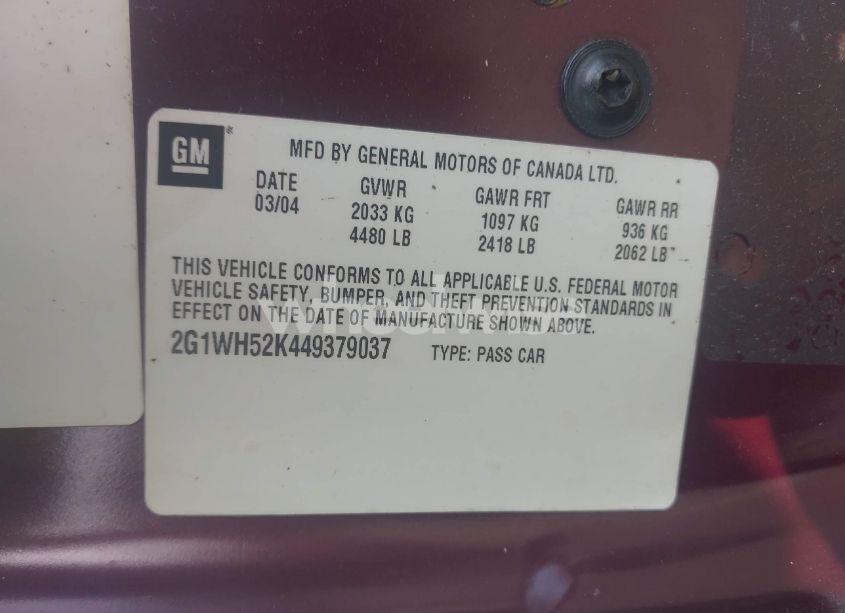 GM
MFD BY GENERAL MOTORS OF CANADA LTD.
DATE GVWR GAWR FRT GAWR RR
03/04 2033 KG 1097 KG 936 KG
4480 LB 2418 LB 2062 LB
THIS VEHICLE CONFORMS TO ALL APPLICABLE U.S. FEDERAL MOTOR
VEHICLE SAFETY, BUMPER, AND THEFT PREVENTION STANDARDS IN
EFFECT ON THE DATE OF MANUFACTURE SHOWN ABOVE.
2G1WH52K449379037 TYPE: PASS CAR